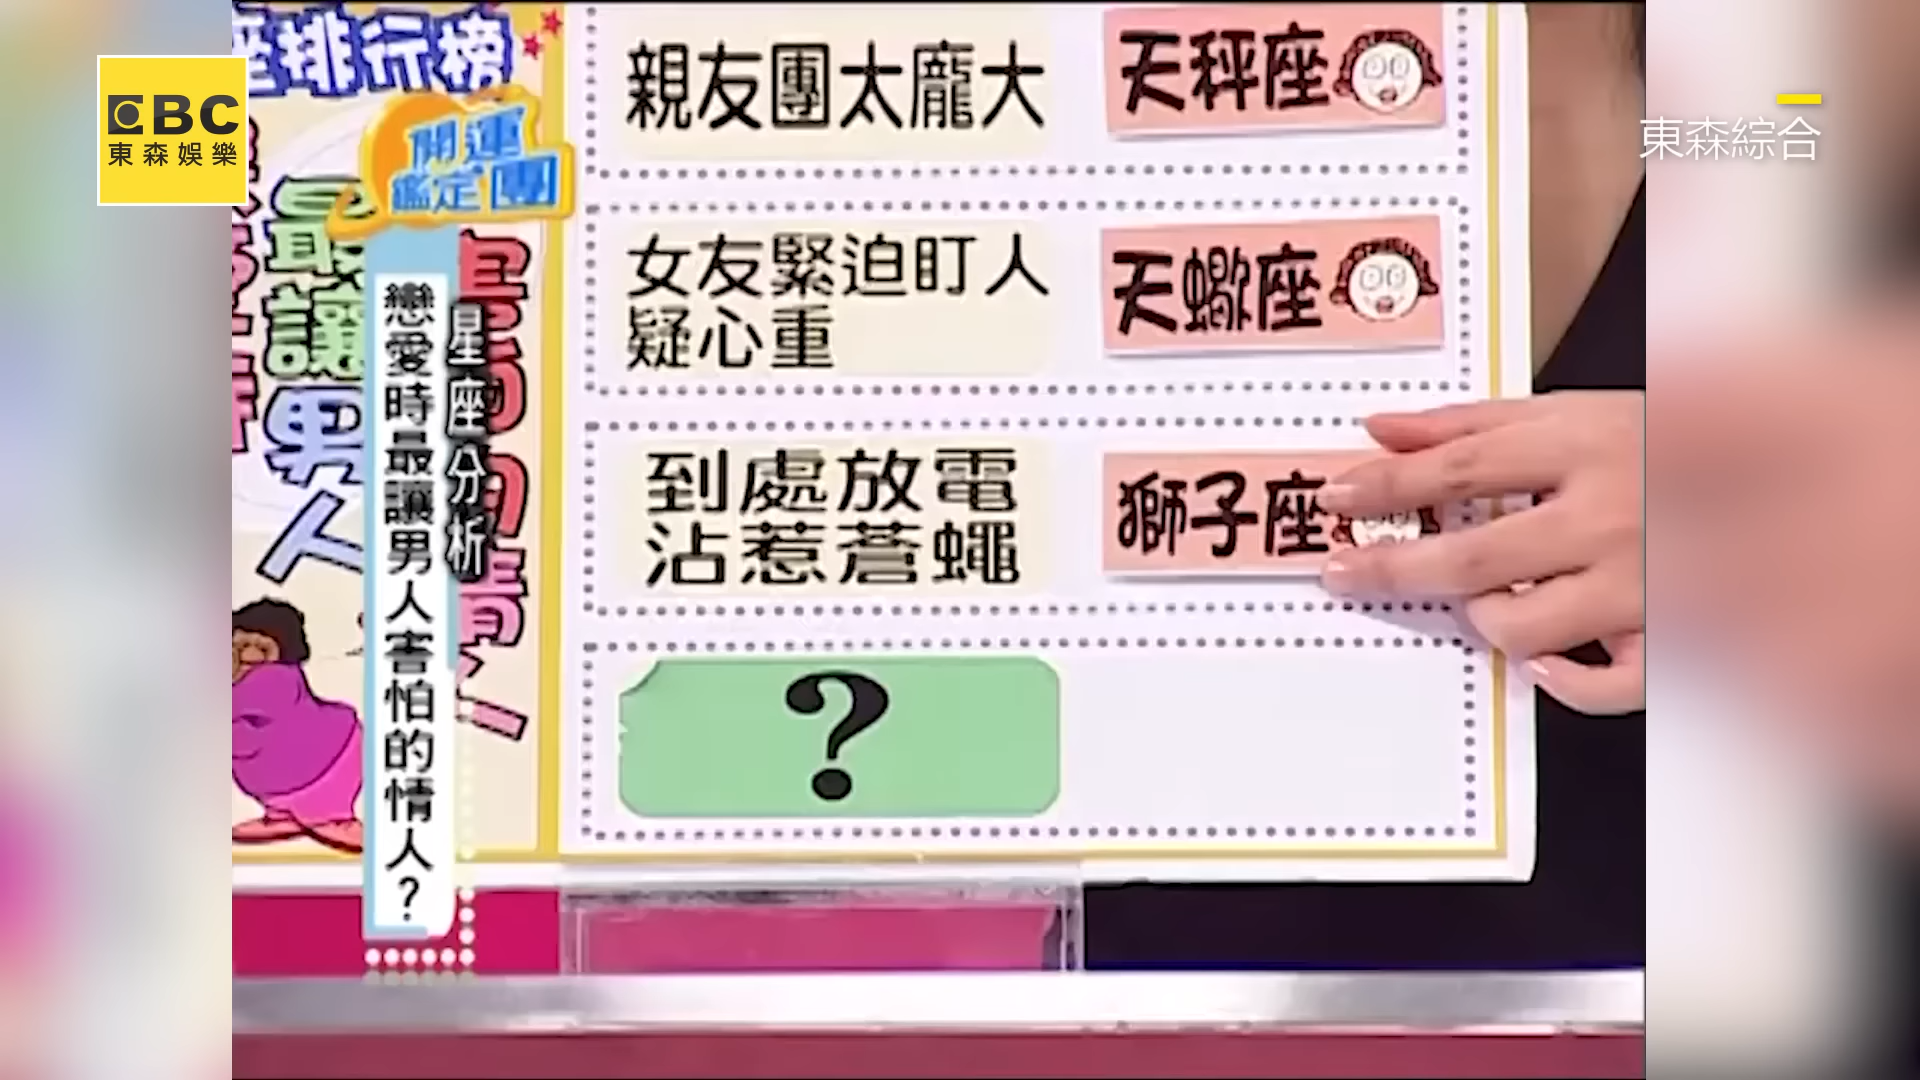 EBC
東森娛樂
東森綜合
座排行榜
開運
鑑定團
最讓男人
星座分析
戀愛時最讓男人害怕的情人?
親友團太龐大
天秤座
女友緊迫盯人
疑心重
天蠍座
到處放電
沾惹蒼蠅
獅子座
?